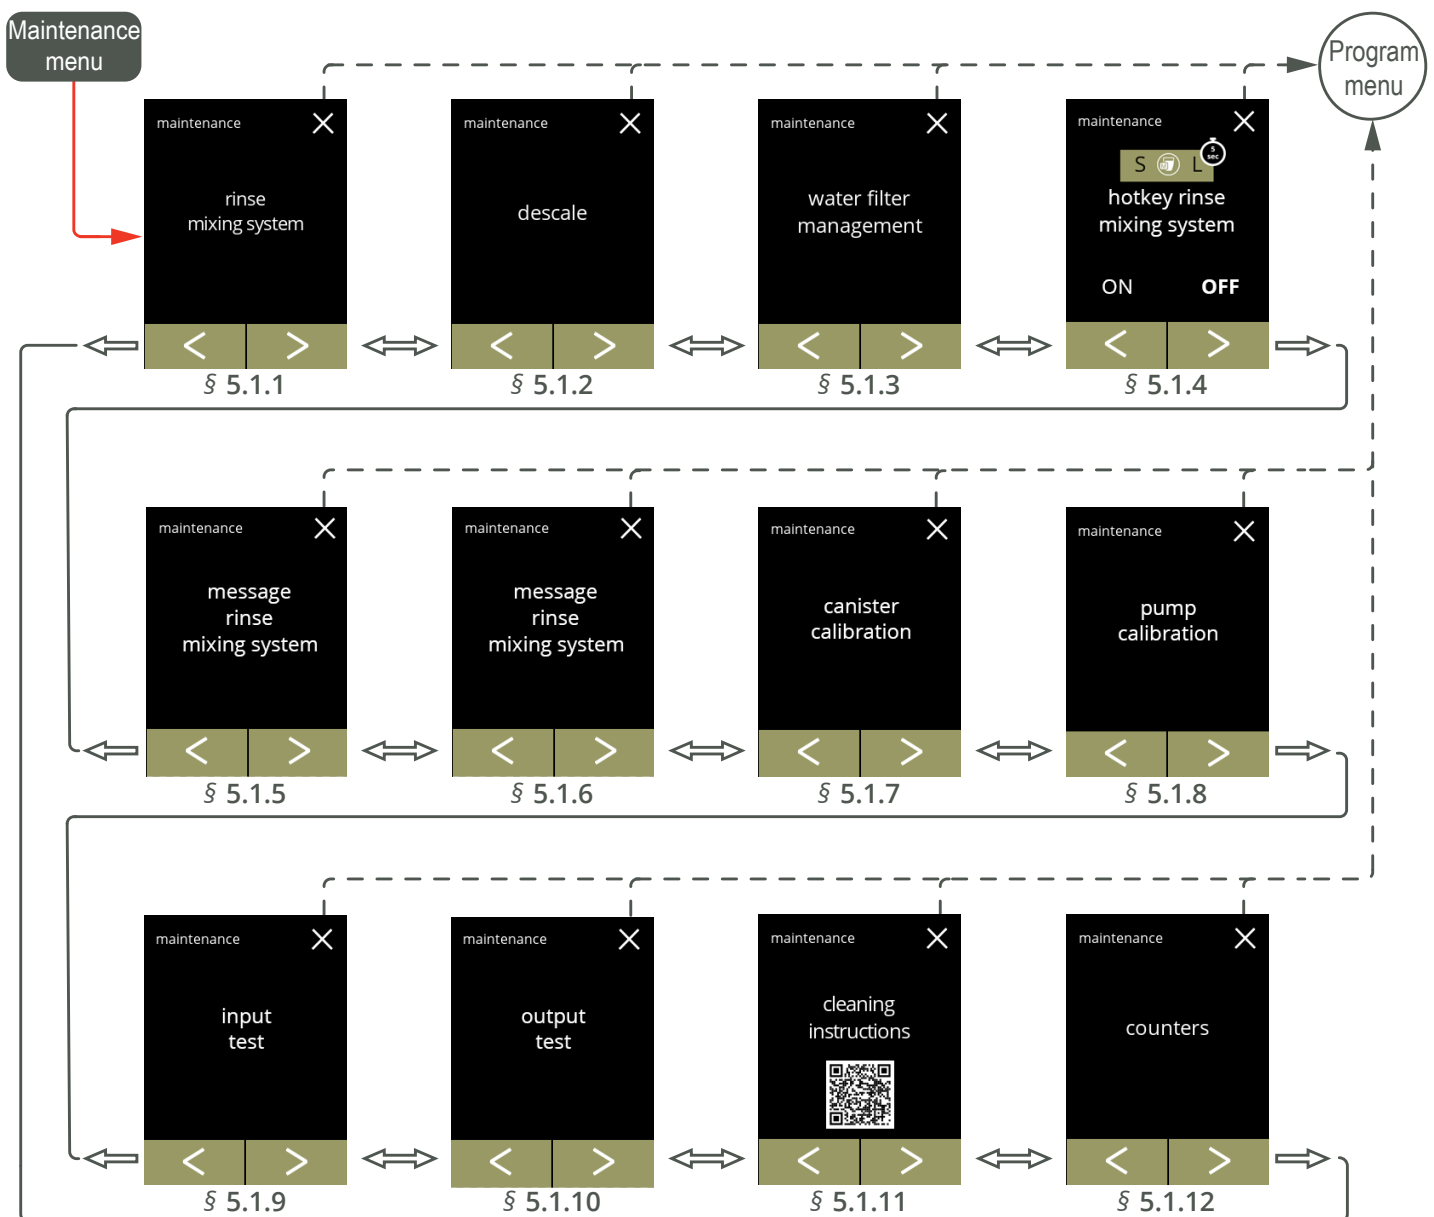 Maintenance
menu
Program
menu
maintenance
rinse
mixing system
§ 5.1.1
maintenance
descale
§ 5.1.2
maintenance
water filter
management
§ 5.1.3
maintenance
S L
5
sec
hotkey rinse
mixing system
ON OFF
§ 5.1.4
maintenance
message
rinse
mixing system
§ 5.1.5
maintenance
message
rinse
mixing system
§ 5.1.6
maintenance
canister
calibration
§ 5.1.7
maintenance
pump
calibration
§ 5.1.8
maintenance
input
test
§ 5.1.9
maintenance
output
test
§ 5.1.10
maintenance
cleaning
instructions
§ 5.1.11
maintenance
counters
§ 5.1.12